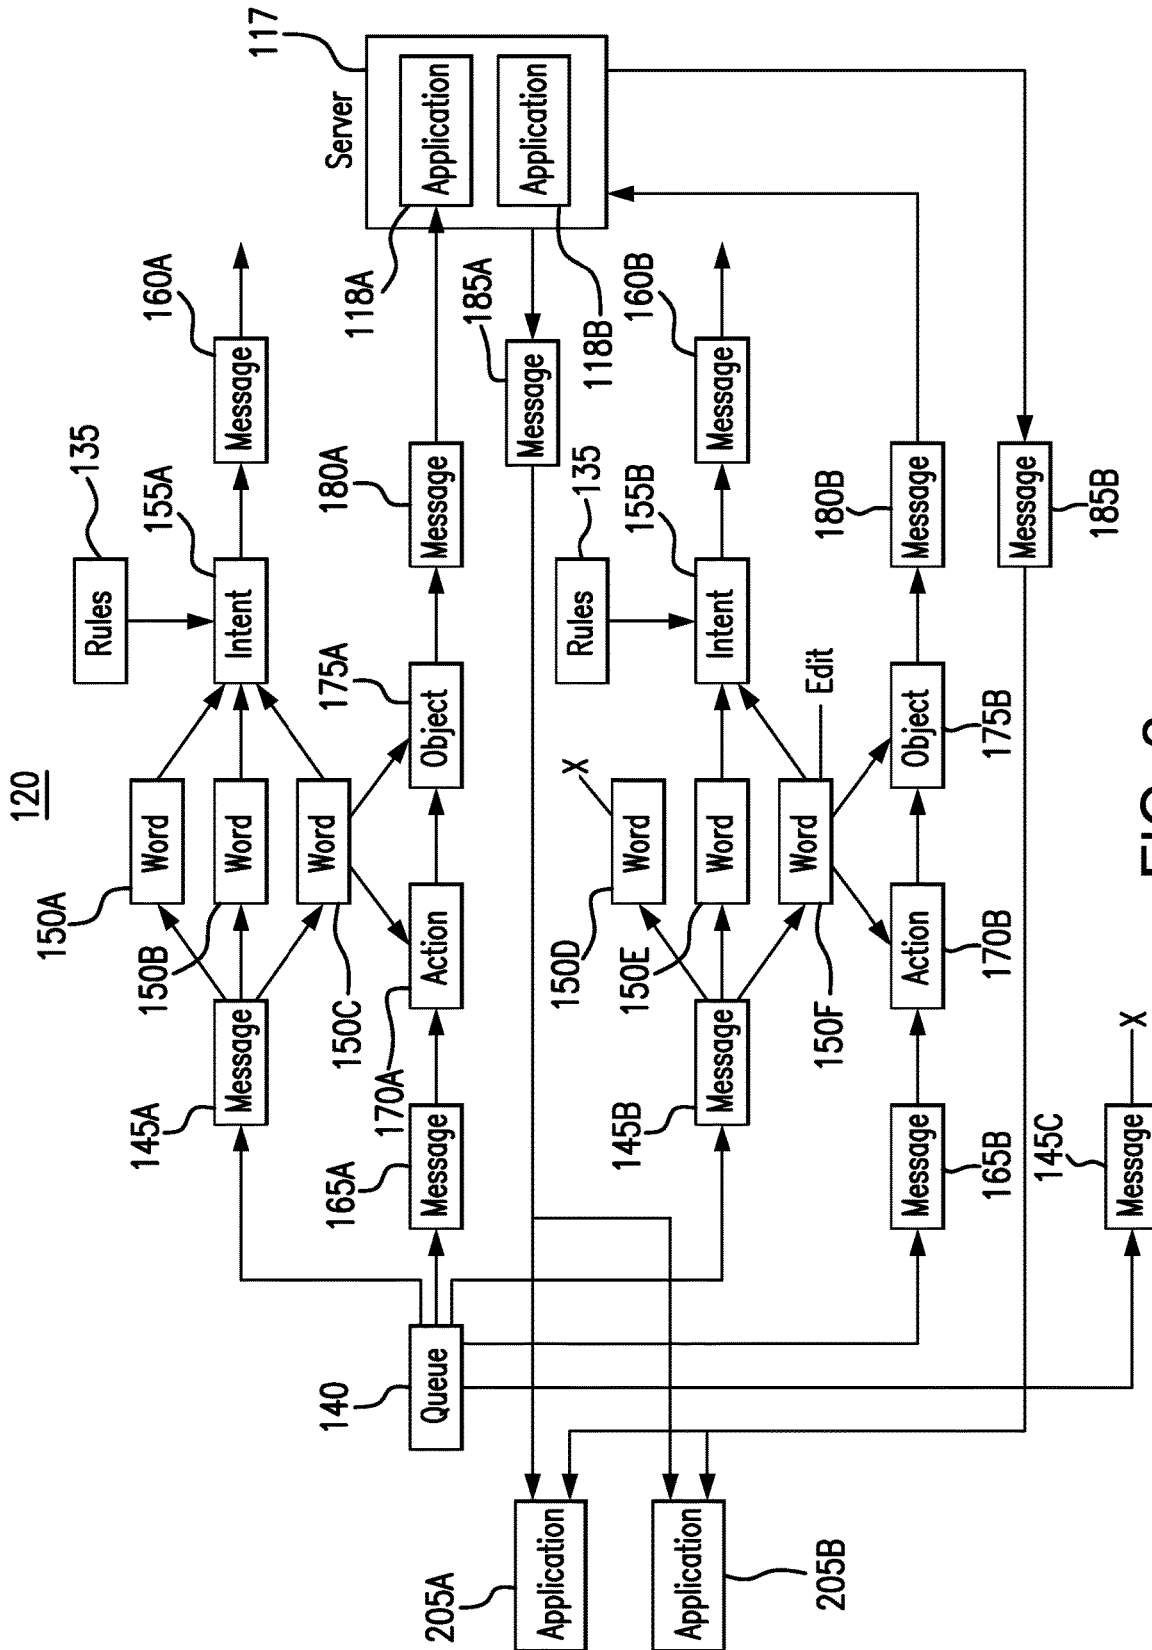 120
135
Rules
150A
Word
145A
155A
160A
Message
150B
Word
Intent
Message
150C
Word
117
Server
140
Queue
165A
Message
170A
Action
175A
Object
180A
Message
118A
Application
185A
Message
118B
Application
205A
Application
135
Rules
150D
Word
X
145B
Message
150E
Word
155B
Intent
160B
Message
205B
Application
150F
Word
Edit
165B
Message
170B
Action
175B
Object
180B
Message
185B
Message
145C
Message
X